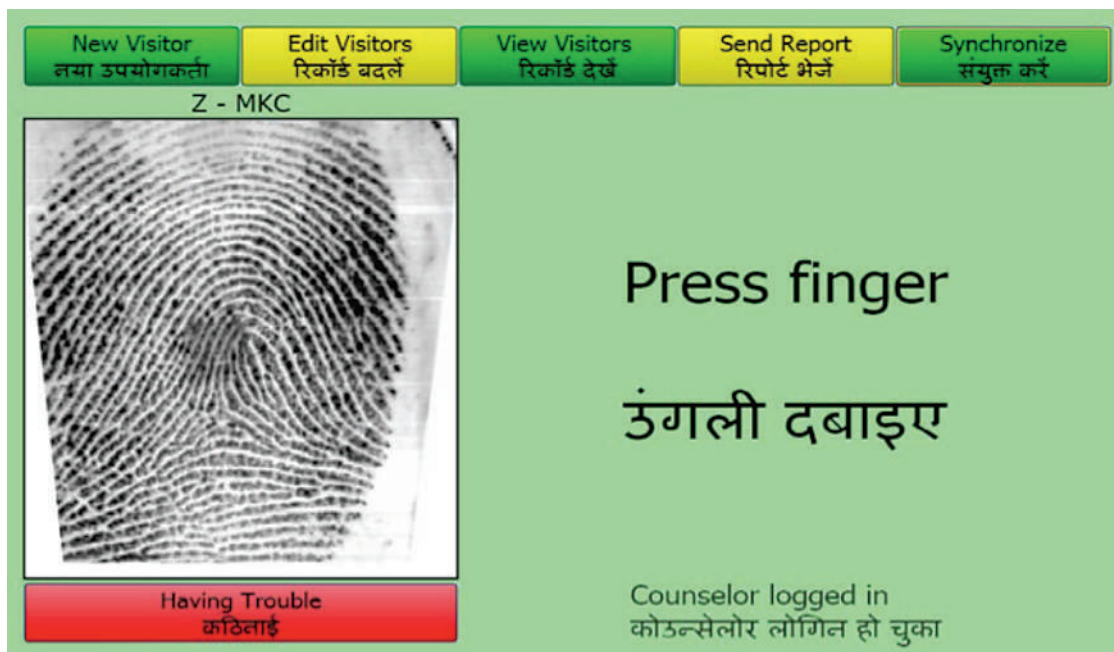 New Visitor
नया उपयोगकर्ता
Edit Visitors
रिकॉर्ड बदलें
View Visitors
रिकॉर्ड देखें
Send Report
रिपोर्ट भेजें
Synchronize
संयुक्त करें
Z - MKC
Press finger
उंगली दबाइए
Having Trouble
कठिनाई
Counselor logged in
कोउन्सेलोर लोगिन हो चुका